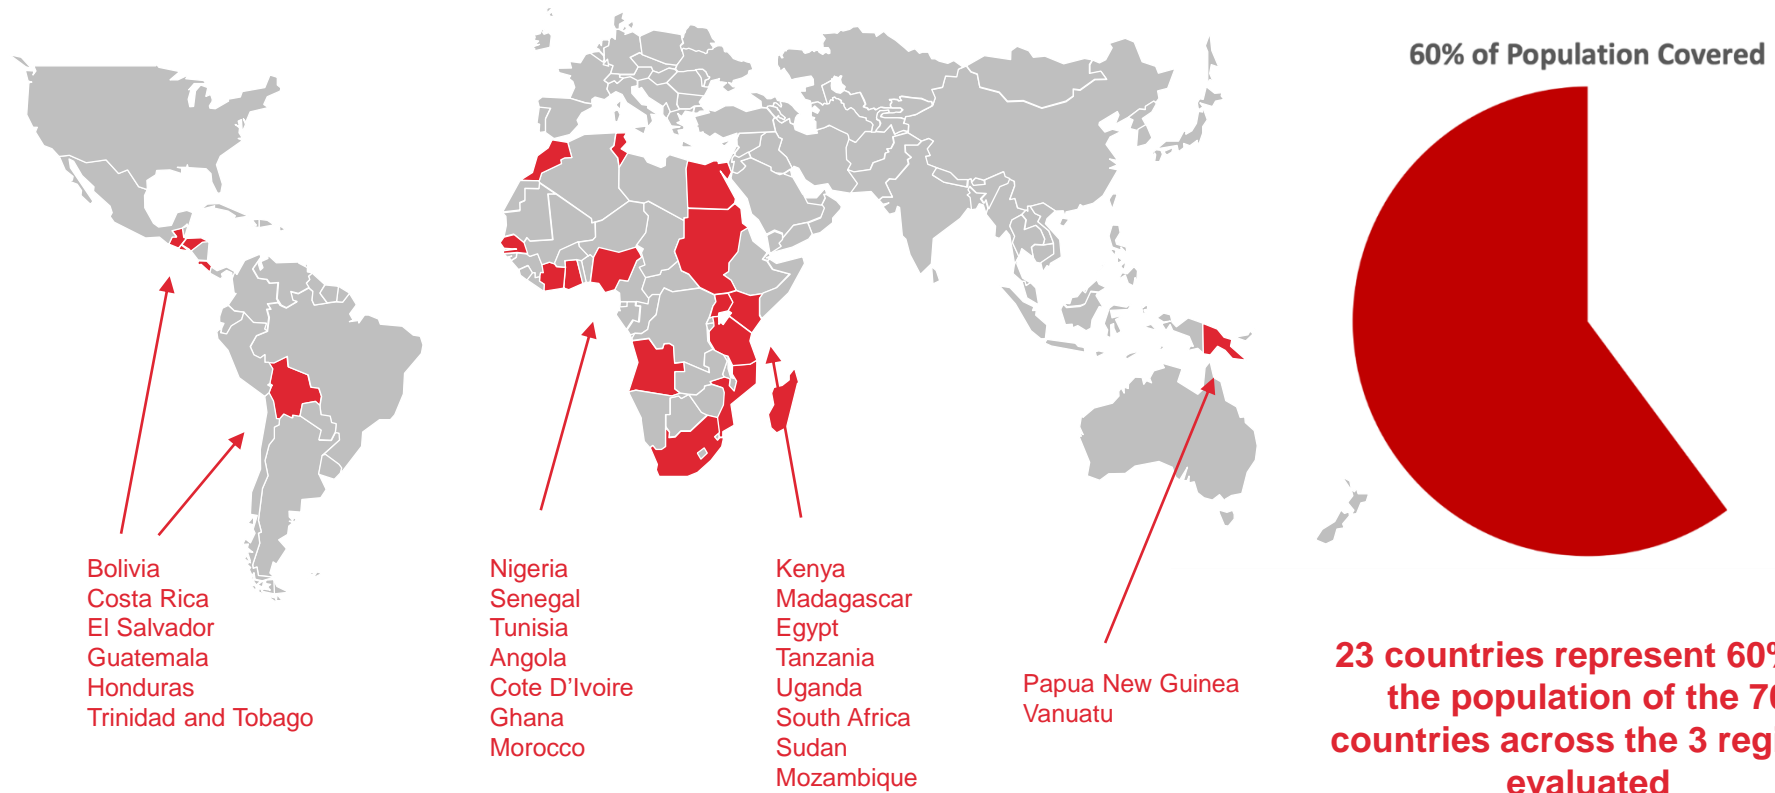 60% of Population Covered
Bolivia
Costa Rica
El Salvador
Guatemala
Honduras
Trinidad and Tobago
Nigeria
Senegal
Tunisia
Angola
Cote D'Ivoire
Ghana
Morocco
Kenya
Madagascar
Egypt
Tanzania
Uganda
South Africa
Sudan
Mozambique
Papua New Guinea
Vanuatu
23 countries represent
the population of the
countries across the 3
evaluated